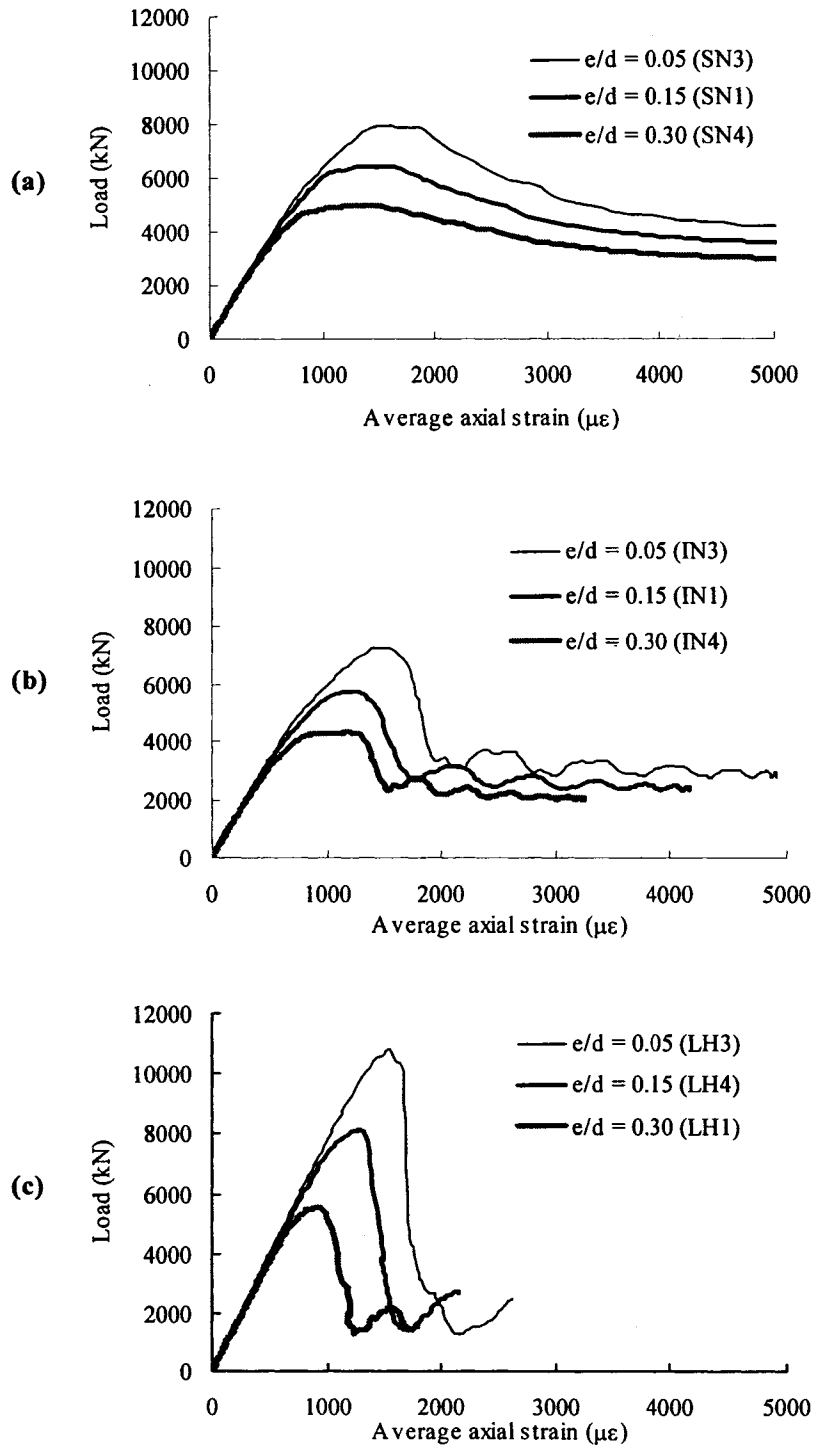 (a)
Load (kN)
12000
10000
8000
6000
4000
2000
0
e/d = 0.05 (SN3)
e/d = 0.15 (SN1)
e/d = 0.30 (SN4)
0 1000 2000 3000 4000 5000
Average axial strain (με)
(b)
Load (kN)
12000
10000
8000
6000
4000
2000
0
e/d = 0.05 (IN3)
e/d = 0.15 (IN1)
e/d = 0.30 (IN4)
0 1000 2000 3000 4000 5000
Average axial strain (με)
(c)
Load (kN)
12000
10000
8000
6000
4000
2000
0
e/d = 0.05 (LH3)
e/d = 0.15 (LH4)
e/d = 0.30 (LH1)
0 1000 2000 3000 4000 5000
Average axial strain (με)